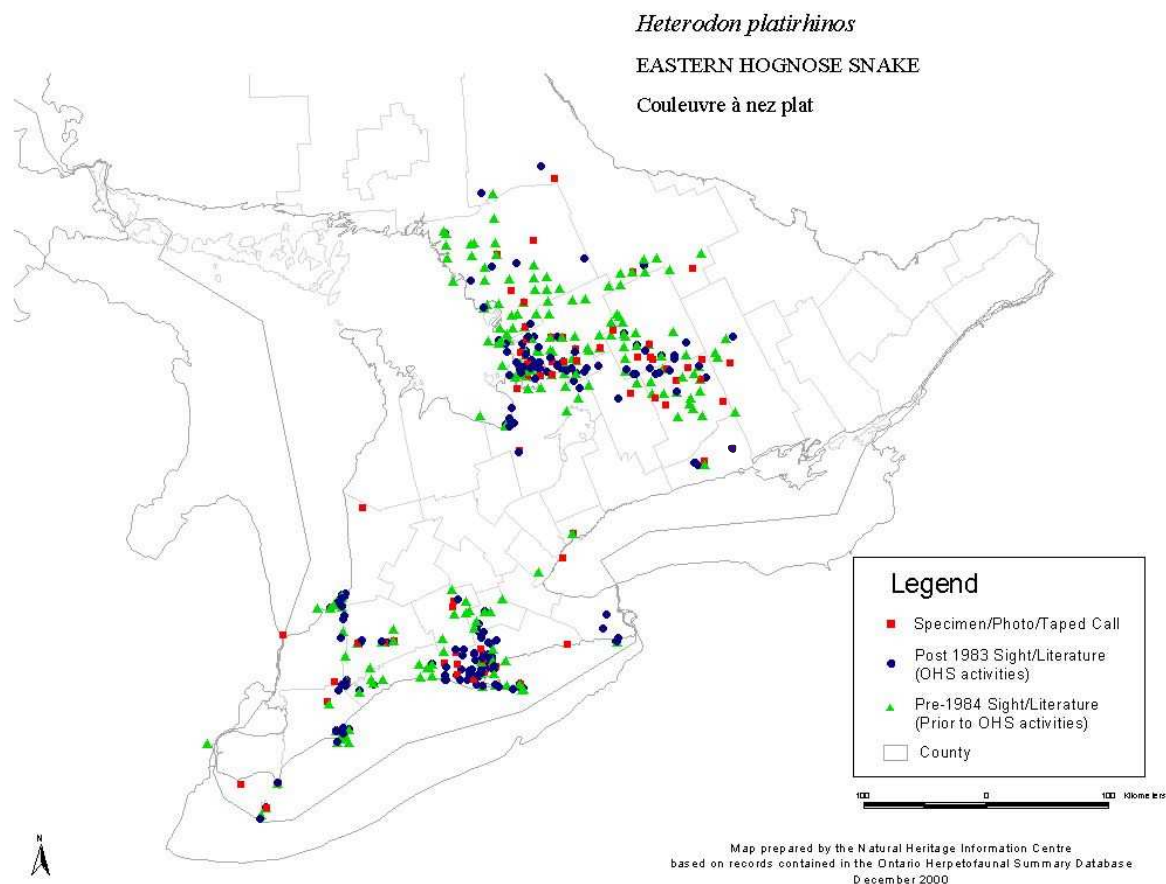 Heterodon platirhinos
EASTERN HOGNOSE SNAKE
Couleuvre à nez plat
Legend
Specimen/Photo/Taped Call
Post 1983 Sight/Literature
(OHS activities)
Pre-1984 Sight/Literature
(Prior to OHS activities)
County
100 0 100 Kilometers
N
Map prepared by the Natural Heritage Information Centre
based on records contained in the Ontario Herpetofaunal Summary Database
December 2000